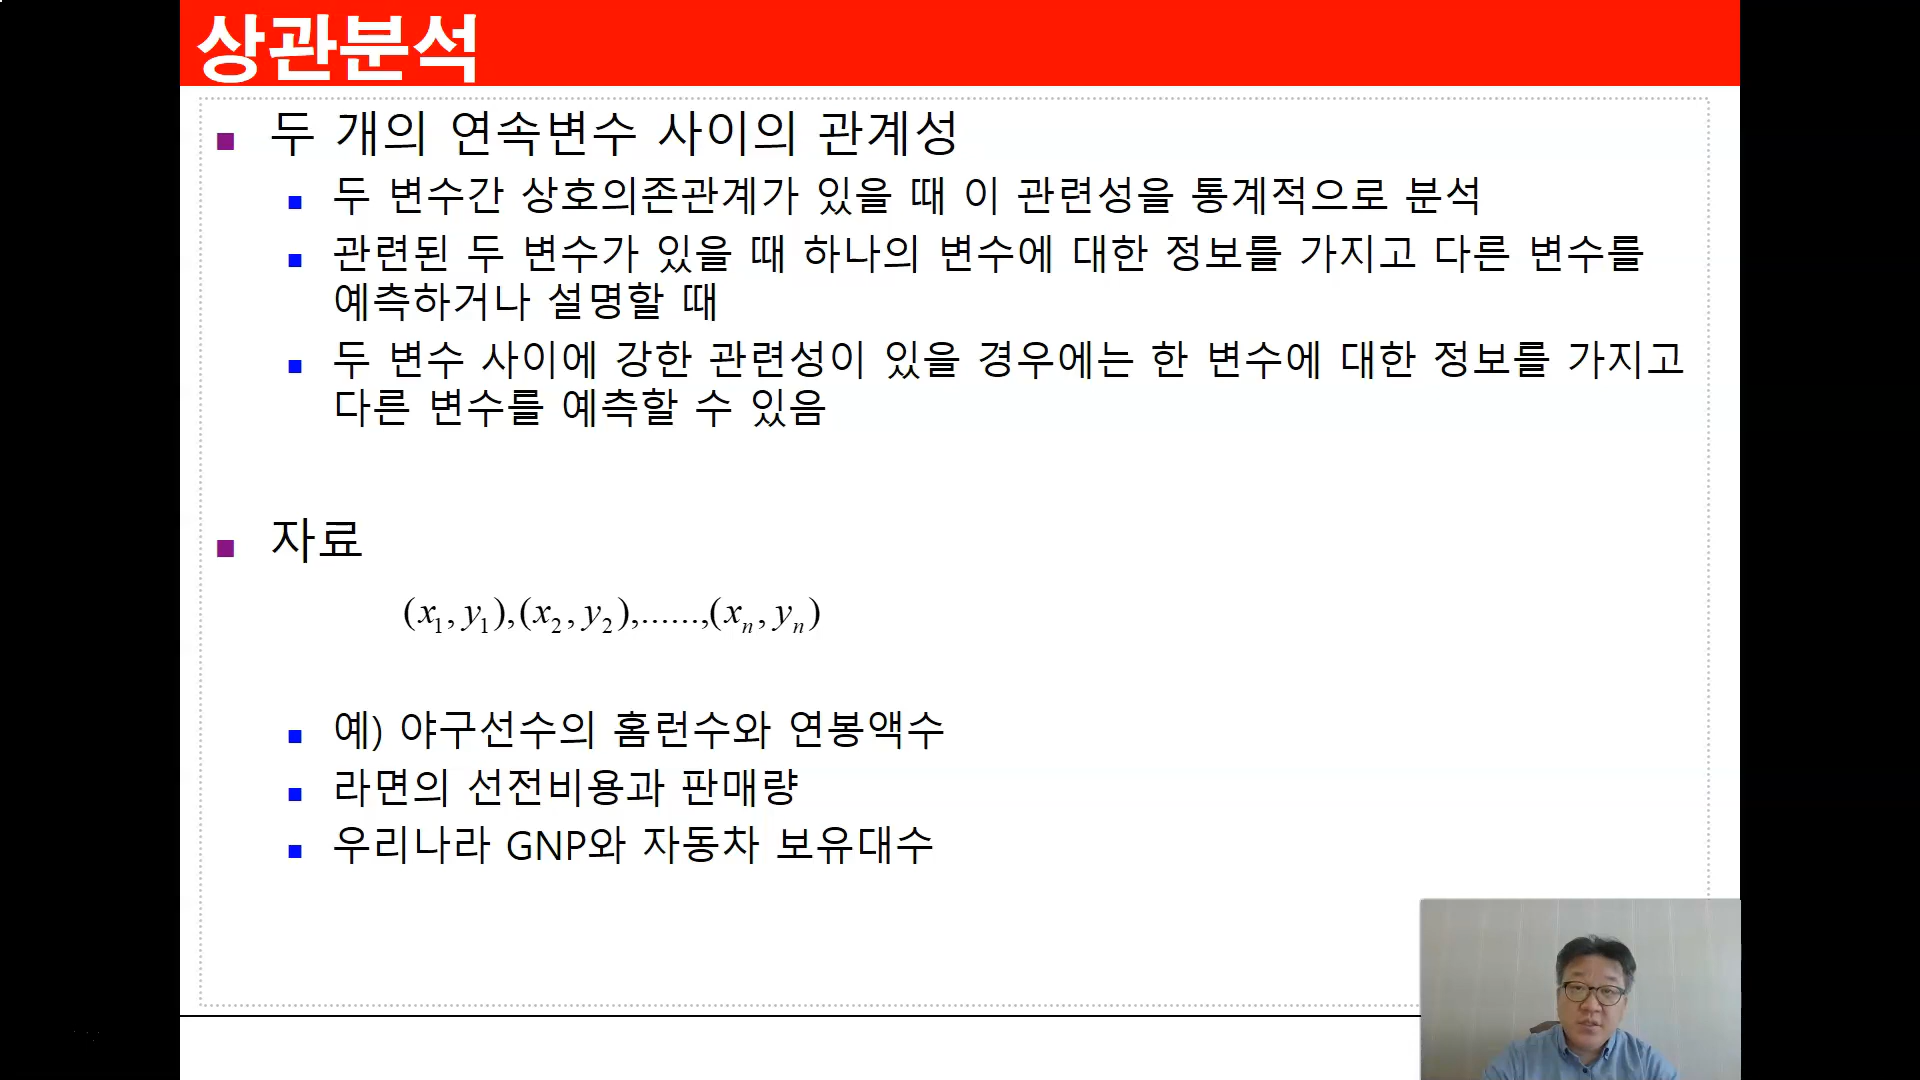 상관분석
두 개의 연속변수 사이의 관계성
두 변수간 상호의존관계가 있을 때 이 관련성을 통계적으로 분석
관련된 두 변수가 있을 때 하나의 변수에 대한 정보를 가지고 다른 변수를
예측하거나 설명할 때
두 변수 사이에 강한 관련성이 있을 경우에는 한 변수에 대한 정보를 가지고
다른 변수를 예측할 수 있음
자료
(x₁, y₁),(x₂, y₂),......,(xₙ, yₙ)
예) 야구선수의 홈런수와 연봉액수
라면의 선전비용과 판매량
우리나라 GNP와 자동차 보유대수